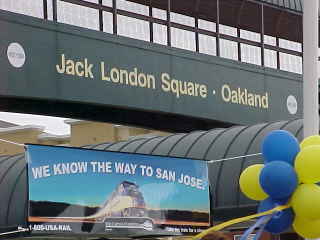 Jack London Square · Oakland
WE KNOW THE WAY TO SAN JOSE.
1-800-USA-RAIL